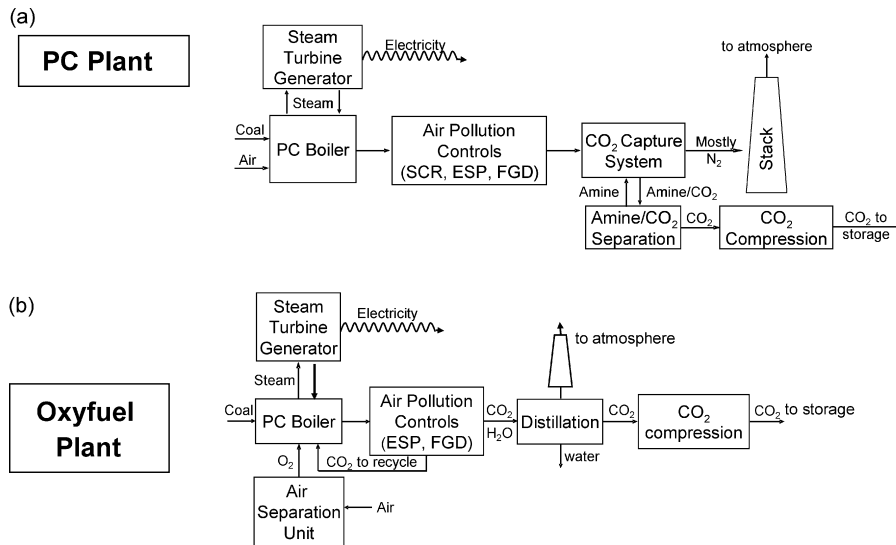 (a)
PC Plant
Steam
Turbine
Generator
Electricity
Steam
Coal
Air
PC Boiler
Air Pollution
Controls
(SCR, ESP, FGD)
CO₂ Capture
System
Mostly
N₂
Stack
to atmosphere
Amine
Amine/CO₂
Amine/CO₂
Separation
CO₂
CO₂
Compression
CO₂ to
storage
(b)
Oxyfuel
Plant
Steam
Turbine
Generator
Electricity
Steam
Coal
PC Boiler
O₂
Air
Separation
Unit
Air
CO₂ to recycle
Air Pollution
Controls
(ESP, FGD)
CO₂
H₂O
Distillation
to atmosphere
water
CO₂
CO₂
compression
CO₂ to storage